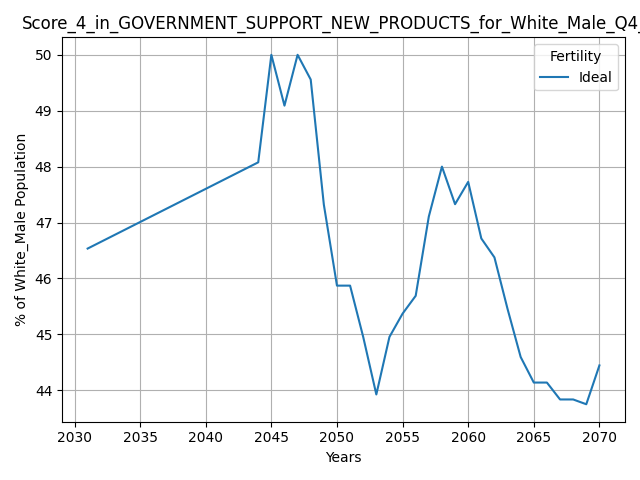 Score_4_in_GOVERNMENT_SUPPORT_NEW_PRODUCTS_for_White_Male_Q4_
Fertility
Ideal
% of White_Male Population
50
49
48
47
46
45
44
2030 2035 2040 2045 2050 2055 2060 2065 2070
Years